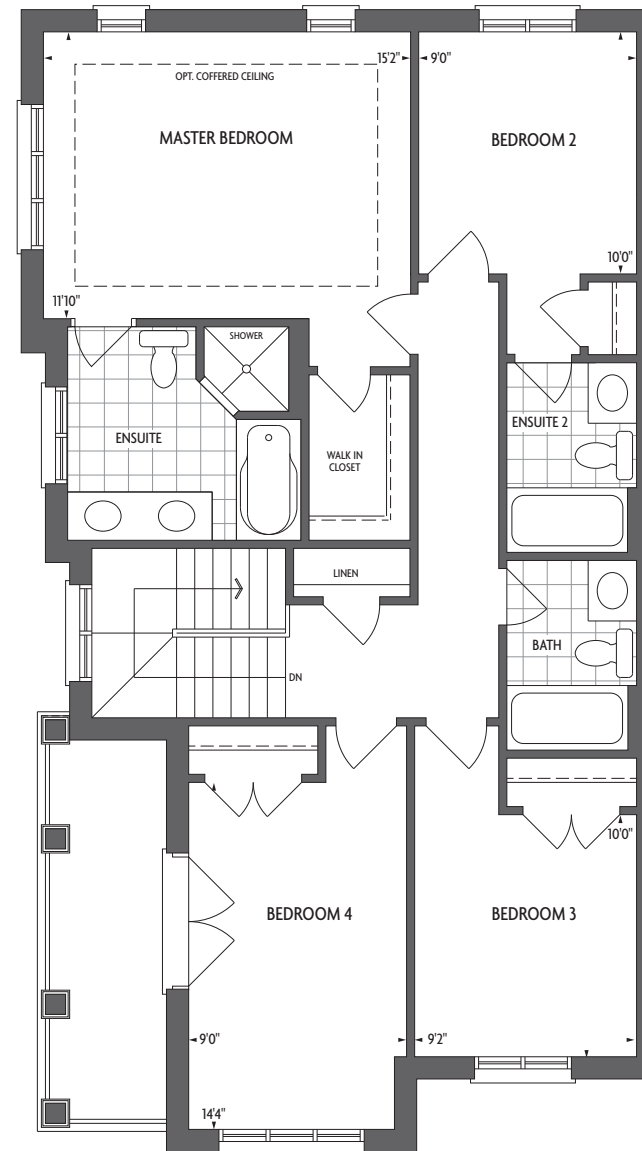 15'2"
9'0"
OPT. COFFERED CEILING
MASTER BEDROOM
BEDROOM 2
10'0"
11'10"
SHOWER
ENSUITE
ENSUITE 2
WALK IN
CLOSET
LINEN
BATH
DN
10'0"
BEDROOM 4
BEDROOM 3
9'0"
9'2"
14'4"